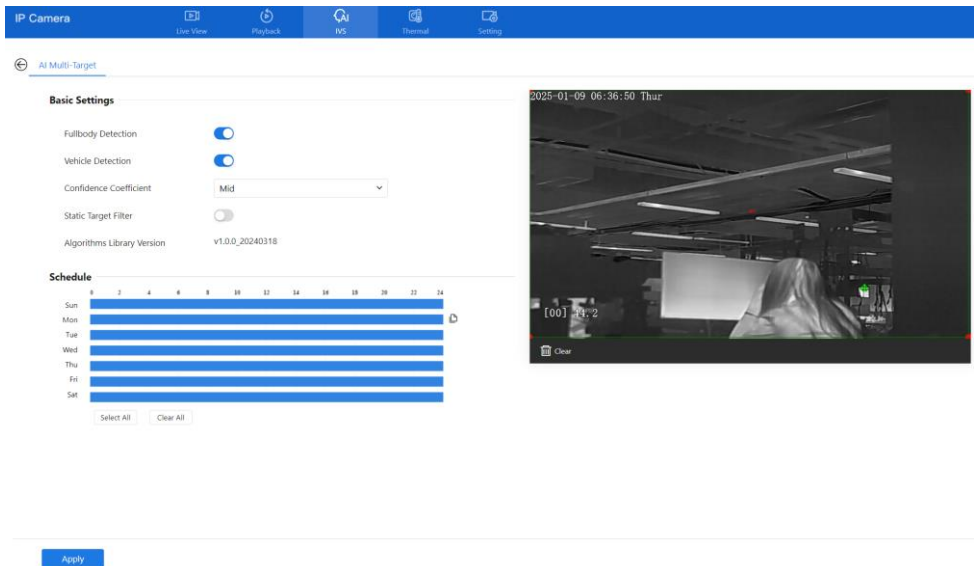 IP Camera
Live View Playback IVS Thermal Setting
AI Multi-Target
Basic Settings
Fullbody Detection
Vehicle Detection
Confidence Coefficient Mid
Static Target Filter
Algorithms Library Version v1.0.0_20240318
Schedule
0 2 4 6 8 10 12 14 16 18 20 22 24
Sun
Mon
Tue
Wed
Thu
Fri
Sat
Select All Clear All
2025-01-09 06:36:50 Thur
[00] 44.2
Clear
Apply